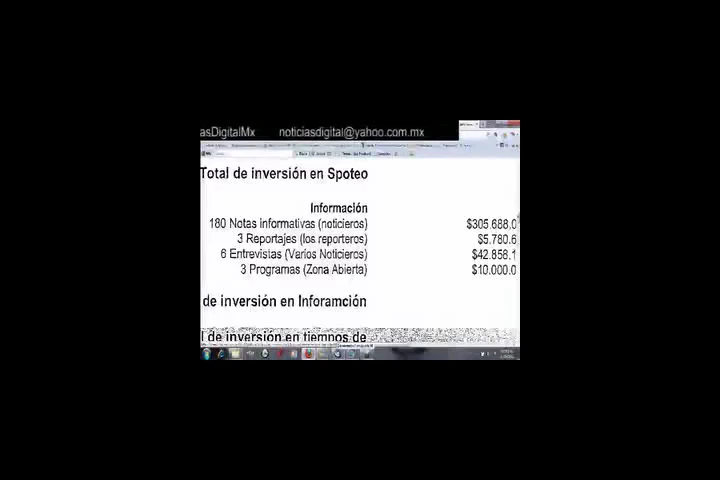 asDigitalMx noticiasdigital@yahoo.com.mx
Total de inversión en Spoteo
Información
180 Notas informativas (noticieros) $305.688.0
3 Reportajes (los reporteros) $5.780.6
6 Entrevistas (Varios Noticieros) $42.858.1
3 Programas (Zona Abierta) $10.000.0
de inversión en Inforamción
l de inversión en tiempos de